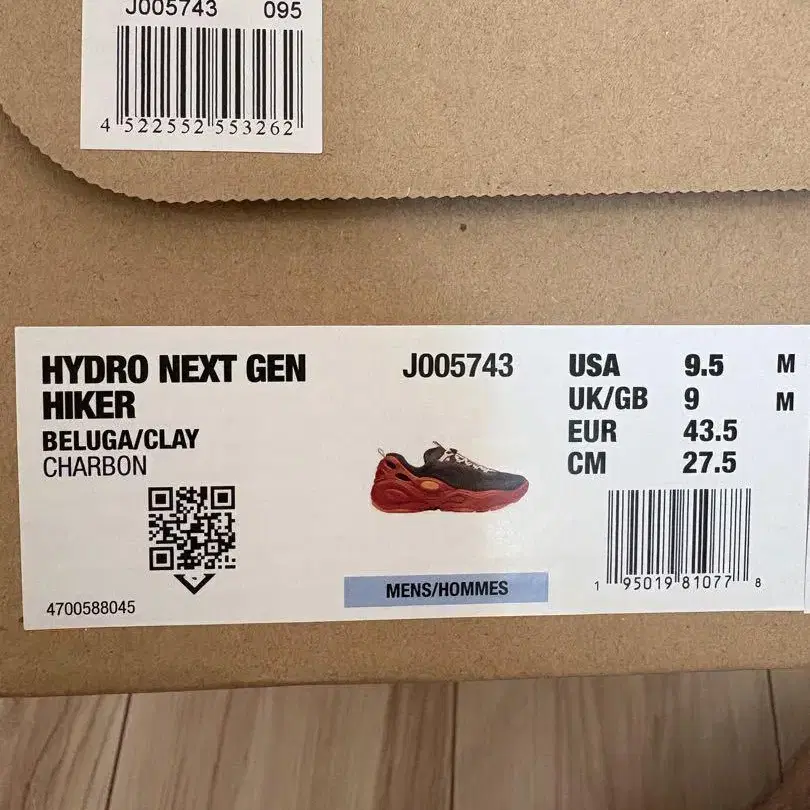 J005743 095
4 522552 553262
HYDRO NEXT GEN
HIKER
BELUGA/CLAY
CHARBON
4700588045
J005743
MENS/HOMMES
USA 9.5 M
UK/GB 9 M
EUR 43.5
CM 27.5
1 95019 81077 8